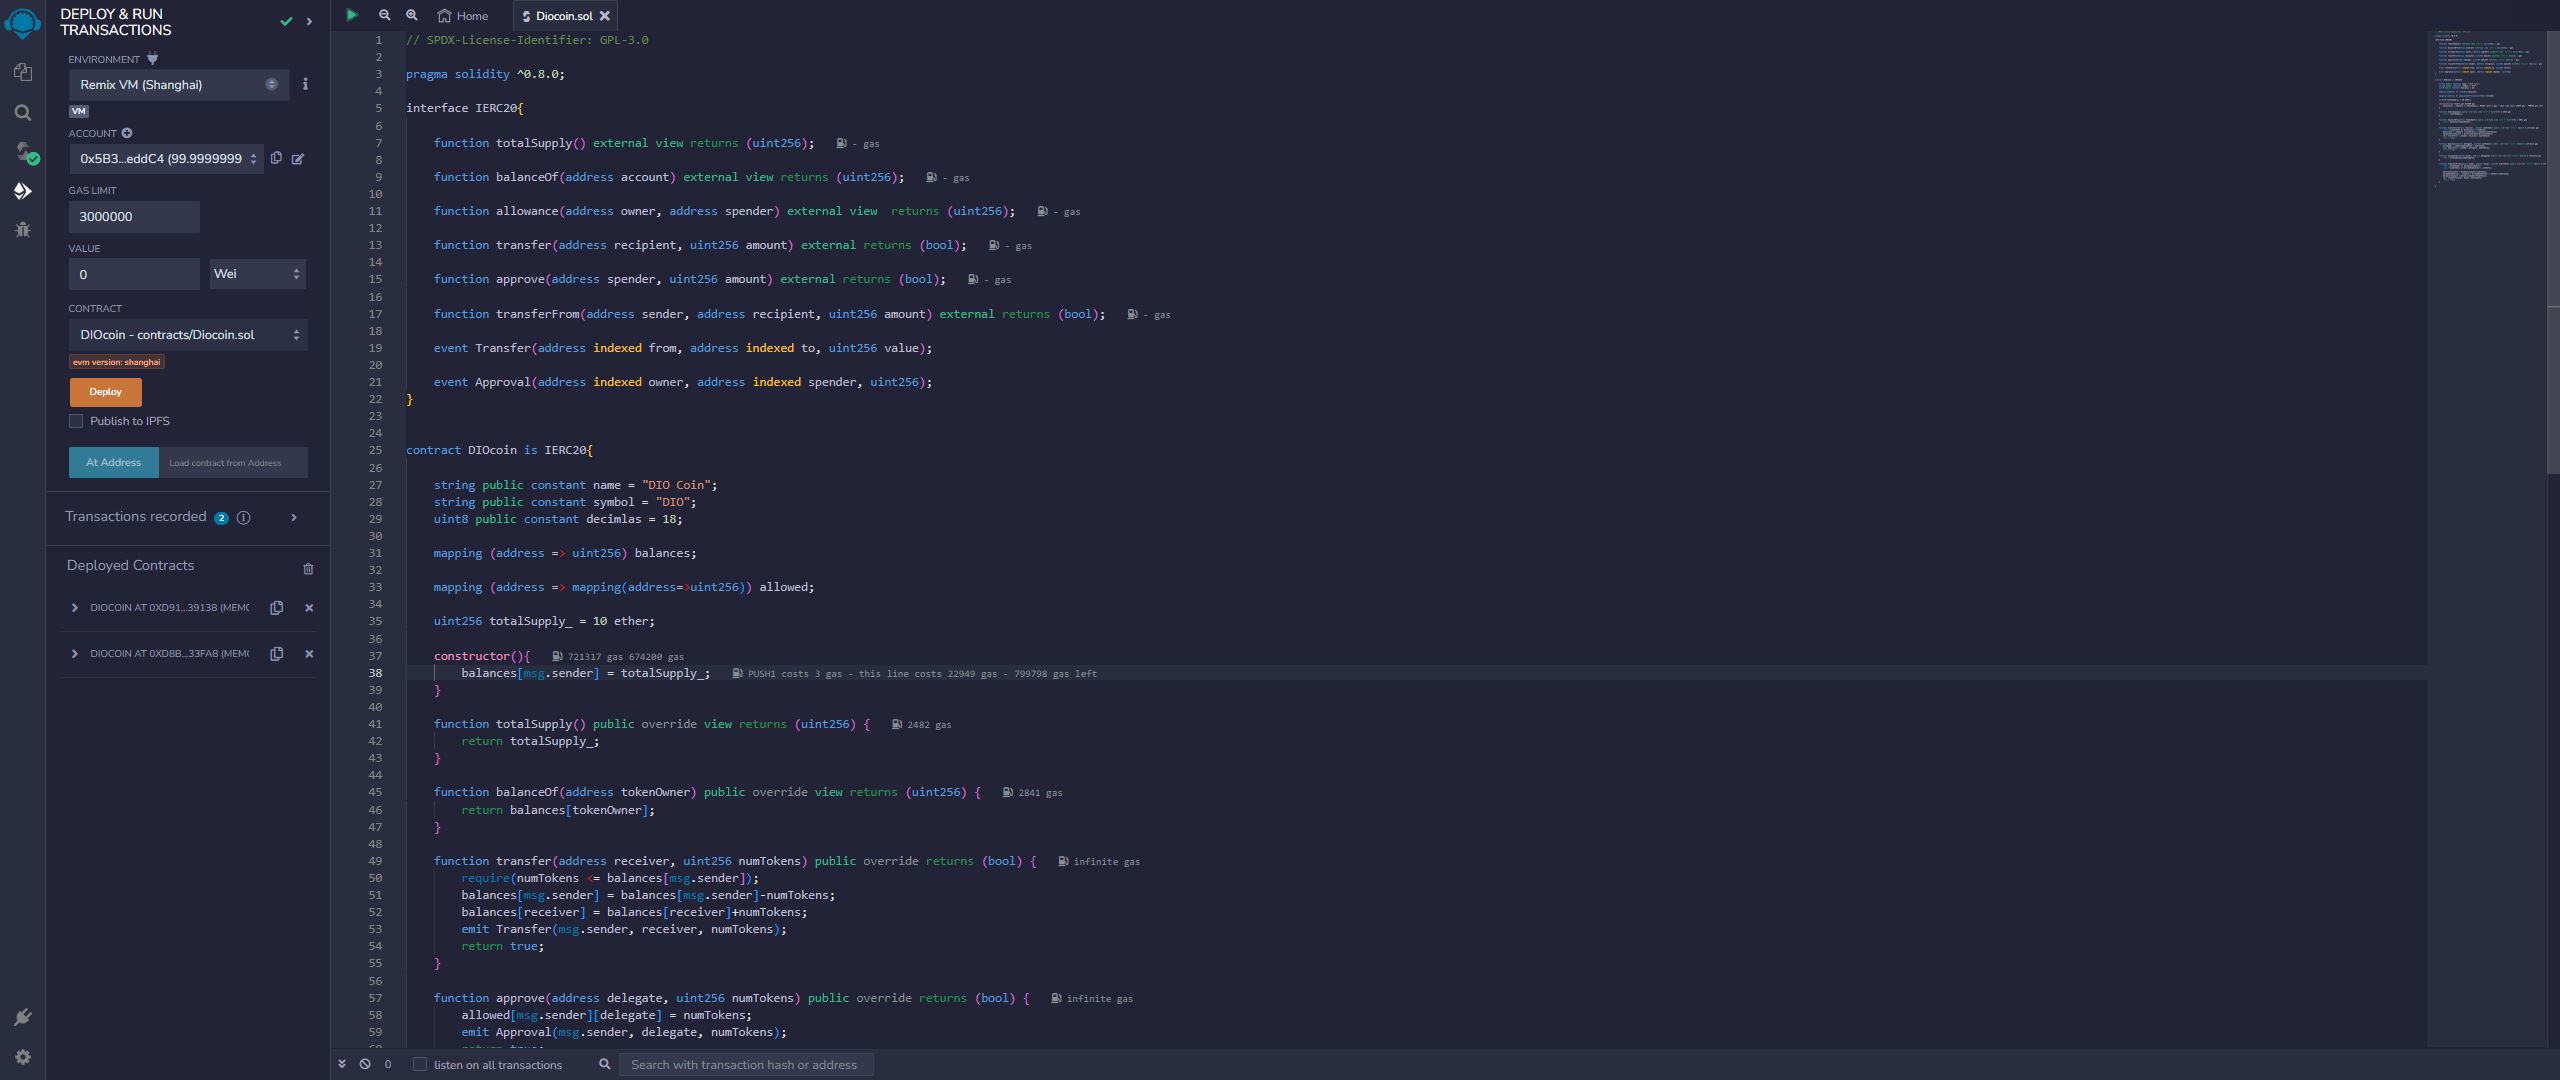 DEPLOY & RUN
TRANSACTIONS
ENVIRONMENT
Remix VM (Shanghai)
VM
ACCOUNT
0x5B3...eddC4 (99.9999999
GAS LIMIT
3000000
VALUE
0
Wei
CONTRACT
DIOcoin - contracts/Diocoin.sol
evm version: shanghai
Deploy
Publish to IPFS
At Address
Load contract from Address
Transactions recorded 2
Deployed Contracts
DIOCOIN AT 0XD91...39138 (MEMO
DIOCOIN AT 0XD8B...33FA8 (MEMO
Home
Diocoin.sol
1 // SPDX-License-Identifier: GPL-3.0
2
3 pragma solidity ^0.8.0;
4
5 interface IERC20{
6
7 function totalSupply() external view returns (uint256); - gas
8
9 function balanceOf(address account) external view returns (uint256); - gas
10
11 function allowance(address owner, address spender) external view  returns (uint256); - gas
12
13 function transfer(address recipient, uint256 amount) external returns (bool); - gas
14
15 function approve(address spender, uint256 amount) external returns (bool); - gas
16
17 function transferFrom(address sender, address recipient, uint256 amount) external returns (bool); - gas
18
19 event Transfer(address indexed from, address indexed to, uint256 value);
20
21 event Approval(address indexed owner, address indexed spender, uint256);
22 }
23
24
25 contract DIOcoin is IERC20{
26
27 string public constant name = "DIO Coin";
28 string public constant symbol = "DIO";
29 uint8 public constant decimlas = 18;
30
31 mapping (address => uint256) balances;
32
33 mapping (address => mapping(address=>uint256)) allowed;
34
35 uint256 totalSupply_ = 10 ether;
36
37 constructor(){ 721317 gas 674200 gas
38 balances[msg.sender] = totalSupply_; PUSH1 costs 3 gas - this line costs 22949 gas - 799798 gas left
39 }
40
41 function totalSupply() public override view returns (uint256) { 2482 gas
42 return totalSupply_;
43 }
44
45 function balanceOf(address tokenOwner) public override view returns (uint256) { 2841 gas
46 return balances[tokenOwner];
47 }
48
49 function transfer(address receiver, uint256 numTokens) public override returns (bool) { infinite gas
50 require(numTokens <= balances[msg.sender]);
51 balances[msg.sender] = balances[msg.sender]-numTokens;
52 balances[receiver] = balances[receiver]+numTokens;
53 emit Transfer(msg.sender, receiver, numTokens);
54 return true;
55 }
56
57 function approve(address delegate, uint256 numTokens) public override returns (bool) { infinite gas
58 allowed[msg.sender][delegate] = numTokens;
59 emit Approval(msg.sender, delegate, numTokens);
0
listen on all transactions
Search with transaction hash or address